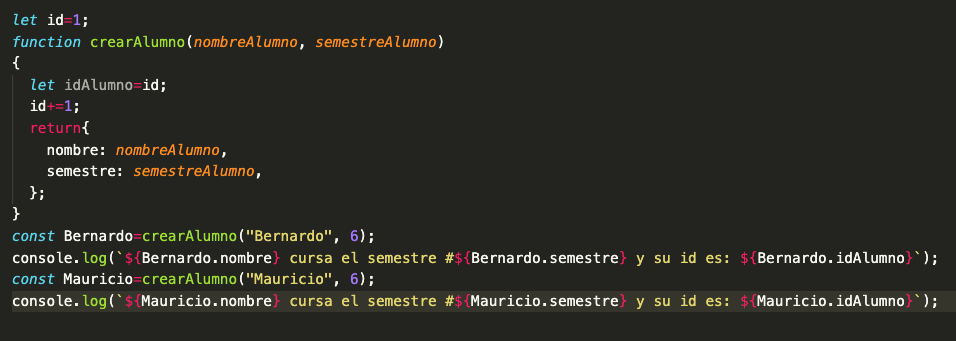 let id=1;
function crearAlumno(nombreAlumno, semestreAlumno)
{
  let idAlumno=id;
  id+=1;
  return{
    nombre: nombreAlumno,
    semestre: semestreAlumno,
  };
}
const Bernardo=crearAlumno("Bernardo", 6);
console.log(`${Bernardo.nombre} cursa el semestre #${Bernardo.semestre} y su id es: ${Bernardo.idAlumno}`);
const Mauricio=crearAlumno("Mauricio", 6);
console.log(`${Mauricio.nombre} cursa el semestre #${Mauricio.semestre} y su id es: ${Mauricio.idAlumno}`);